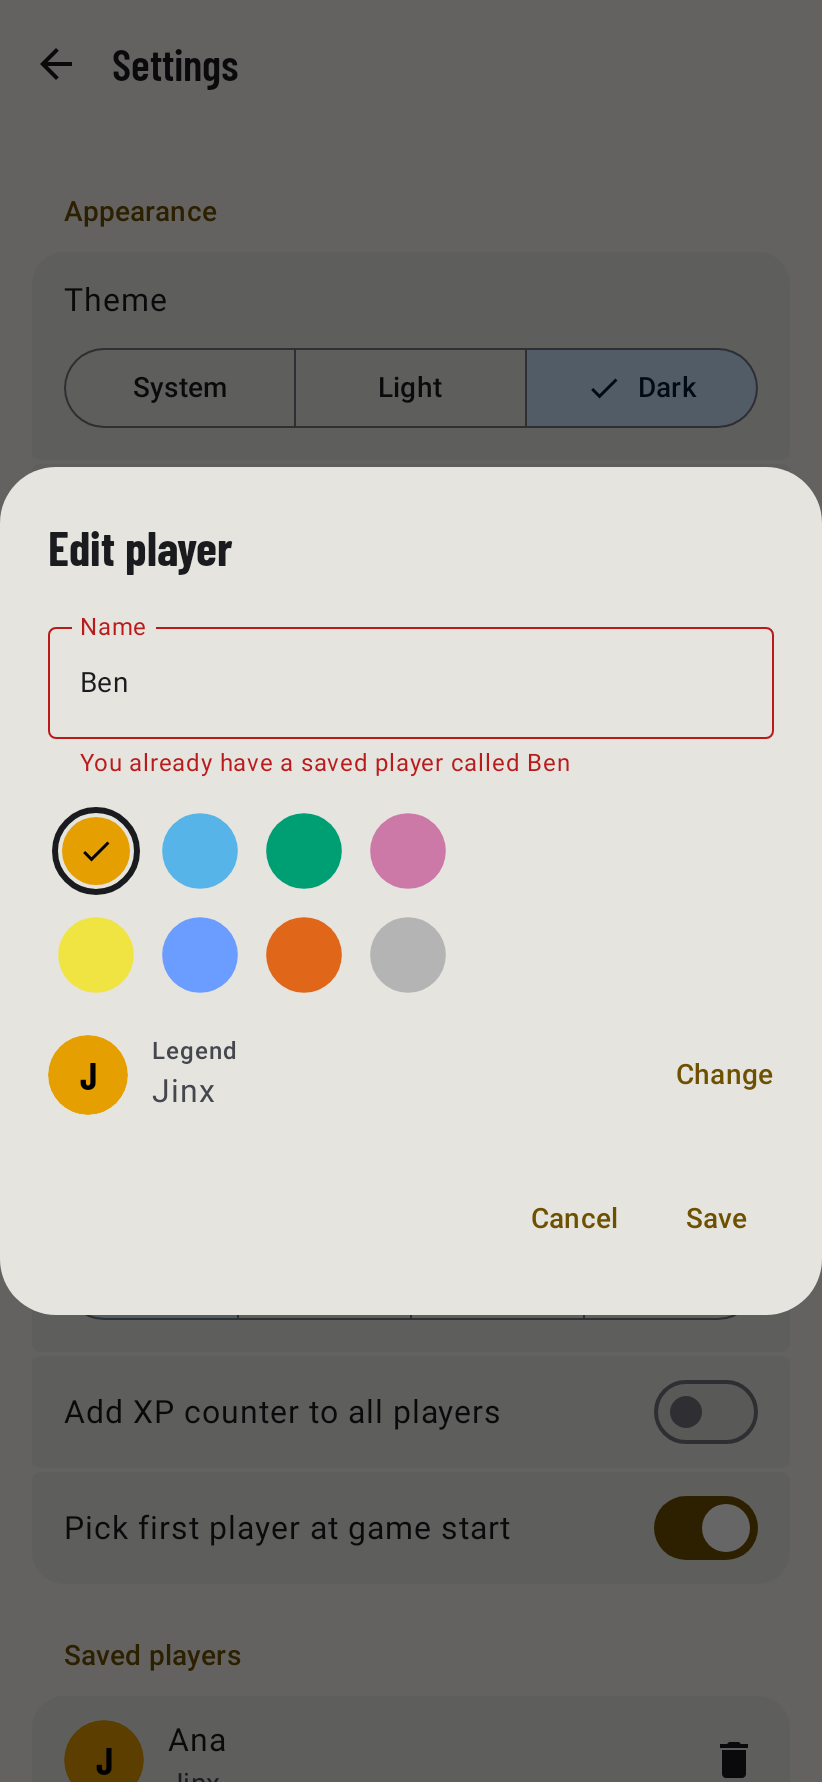 Settings
Appearance
Theme
System Light Dark
Edit player
Name
Ben
You already have a saved player called Ben
J Legend
Jinx
Change
Cancel Save
Add XP counter to all players
Pick first player at game start
Saved players
J Ana
Jinx